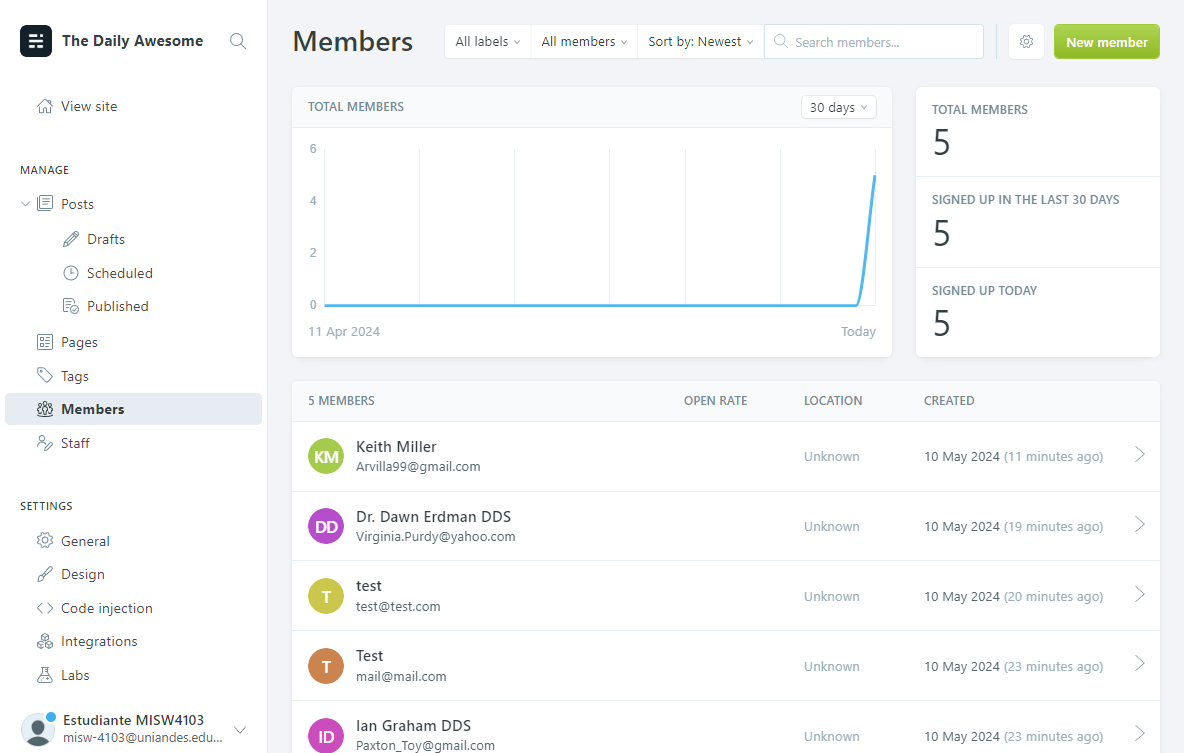 The Daily Awesome
View site
MANAGE
Posts
Drafts
Scheduled
Published
Pages
Tags
Members
Staff
SETTINGS
General
Design
Code injection
Integrations
Labs
Estudiante MISW4103
misw-4103@uniandes.edu...
Members
All labels
All members
Sort by: Newest
Search members...
New member
TOTAL MEMBERS
30 days
6
4
2
0
11 Apr 2024
Today
TOTAL MEMBERS
5
SIGNED UP IN THE LAST 30 DAYS
5
SIGNED UP TODAY
5
5 MEMBERS OPEN RATE LOCATION CREATED
KM Keith Miller
Arvilla99@gmail.com
Unknown
10 May 2024 (11 minutes ago)
DD Dr. Dawn Erdman DDS
Virginia.Purdy@yahoo.com
Unknown
10 May 2024 (19 minutes ago)
T test
test@test.com
Unknown
10 May 2024 (20 minutes ago)
T Test
mail@mail.com
Unknown
10 May 2024 (23 minutes ago)
ID Ian Graham DDS
Paxton_Toy@gmail.com
Unknown
10 May 2024 (23 minutes ago)